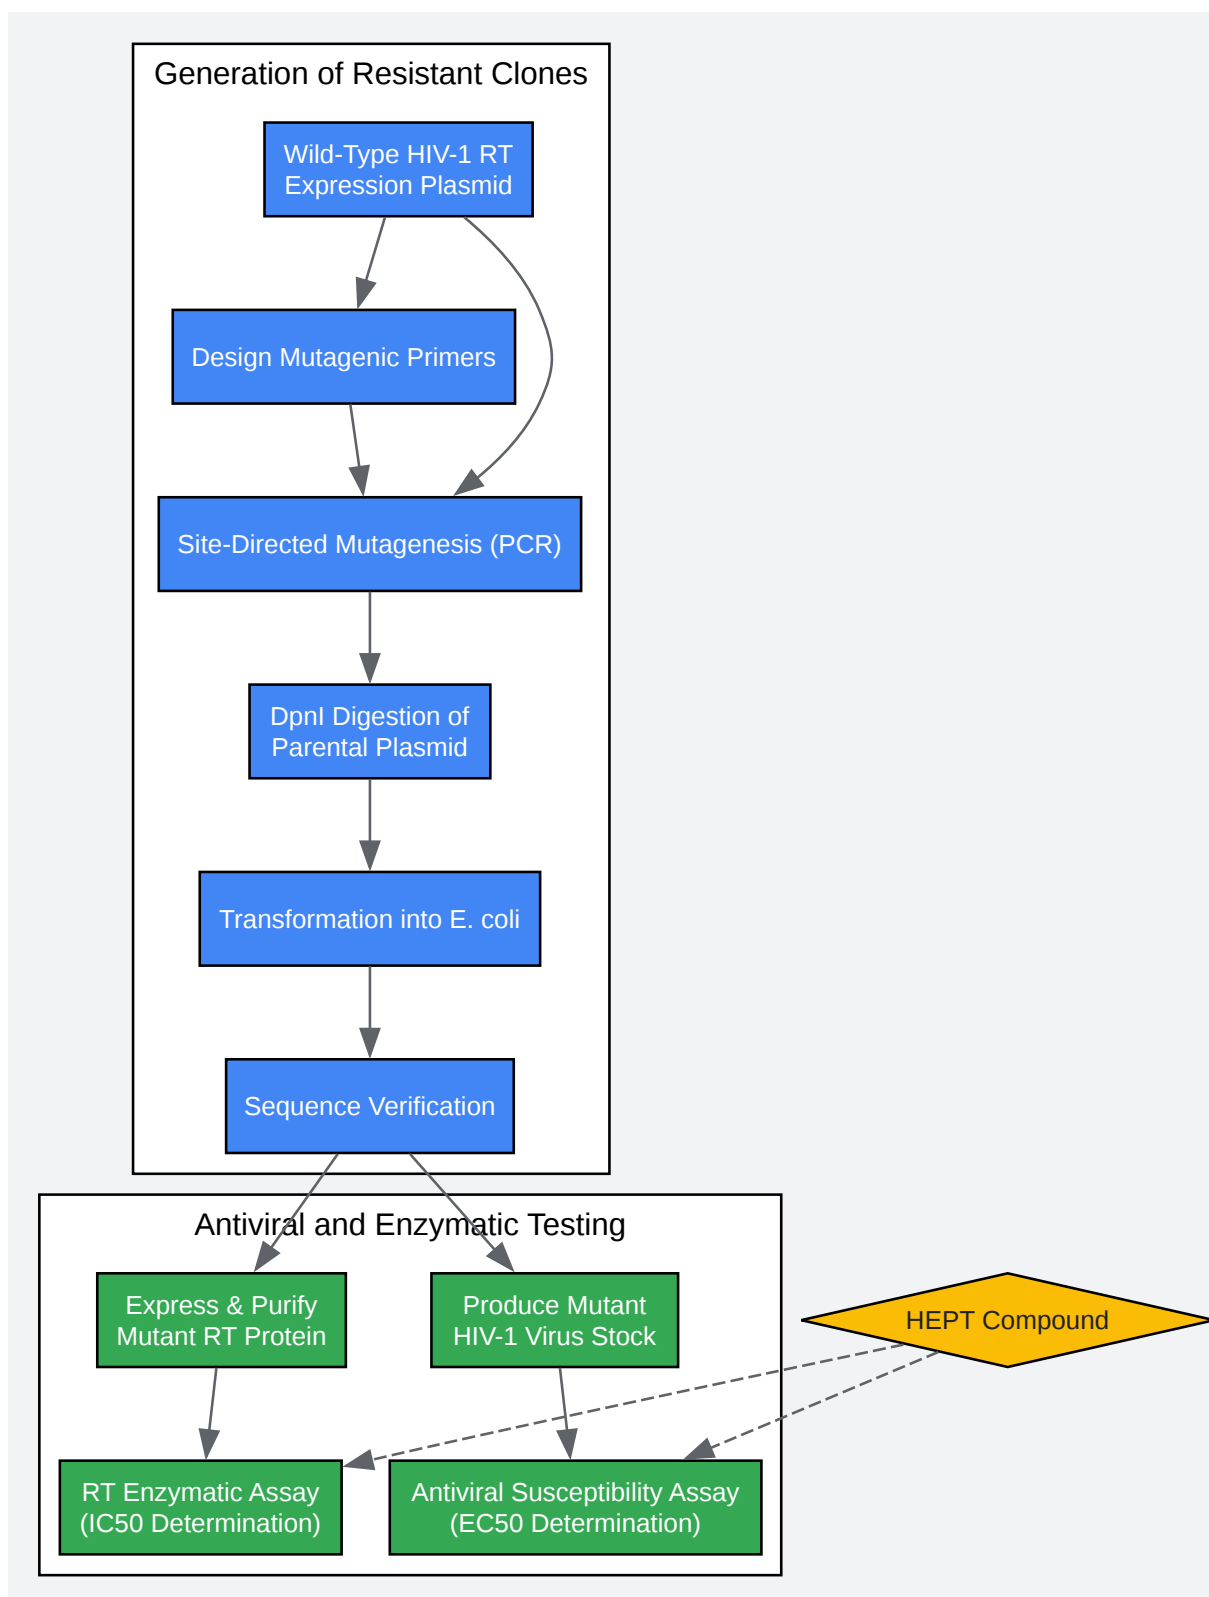 Generation of Resistant Clones
Wild-Type HIV-1 RT
Expression Plasmid
Design Mutagenic Primers
Site-Directed Mutagenesis (PCR)
DpnI Digestion of
Parental Plasmid
Transformation into E. coli
Sequence Verification
Antiviral and Enzymatic Testing
Express & Purify
Mutant RT Protein
Produce Mutant
HIV-1 Virus Stock
HEPT Compound
RT Enzymatic Assay
(IC50 Determination)
Antiviral Susceptibility Assay
(EC50 Determination)